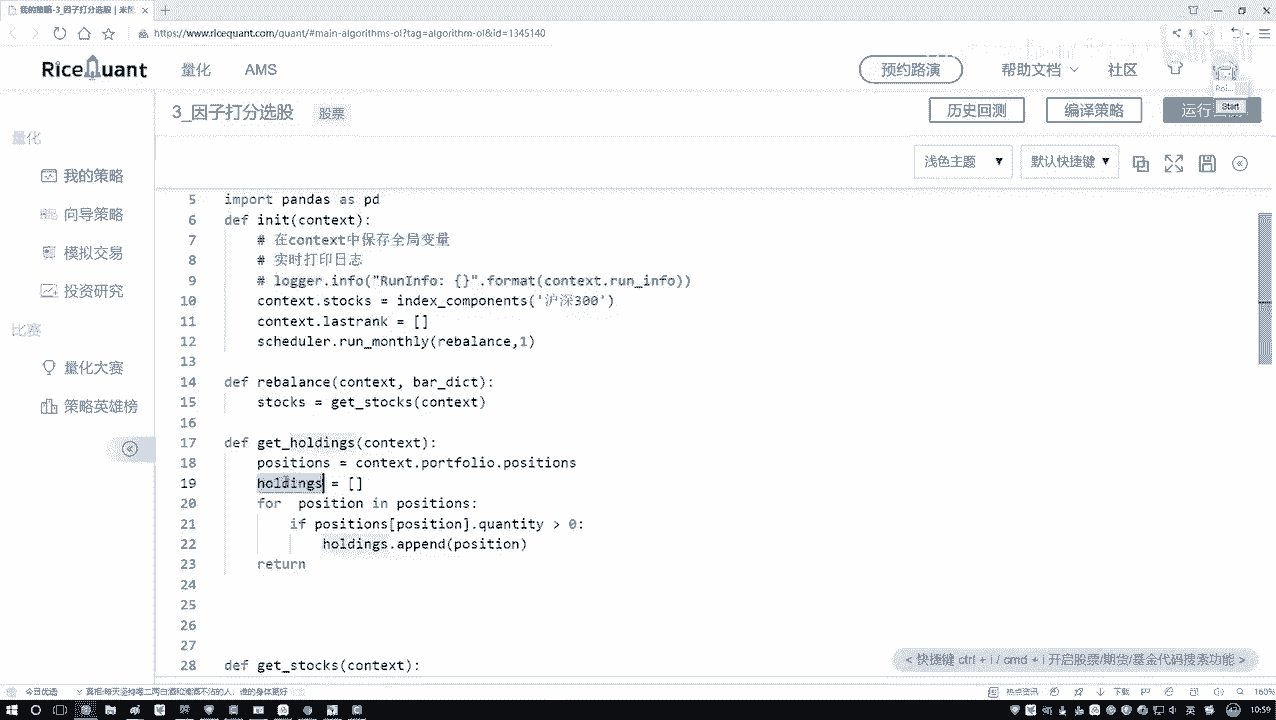 我的策略-3_因子打分选股 | 米
https://www.ricequant.com/quant/#main-algorithms-ol?tag=algorithm-ol&id=1345140
RiceQuant 量化 AMS 预约路演 帮助文档 社区
Poi...
Start
3_因子打分选股 股票 历史回测 编译策略 运行
量化
浅色主题 ▼ 默认快捷键 ▼
我的策略
向导策略
模拟交易
投资研究
比赛
量化大赛
策略英雄榜
5 import pandas as pd
6 def init(context):
7 # 在context中保存全局变量
8 # 实时打印日志
9 # logger.info("RunInfo: {}".format(context.run_info))
10 context.stocks = index_components('沪深300')
11 context.lastrank = []
12 scheduler.run_monthly(rebalance,1)
13
14 def rebalance(context, bar_dict):
15 stocks = get_stocks(context)
16
17 def get_holdings(context):
18 positions = context.portfolio.positions
19 holdings = []
20 for  position in positions:
21 if positions[position].quantity > 0:
22 holdings.append(position)
23 return
24
25
26
27
28 def get_stocks(context):
< 快捷键 ctrl + i / cmd + i 开启股票/期货/基金代码搜索功能 >
今日优选 热点资讯 下载 160%
英 10:59